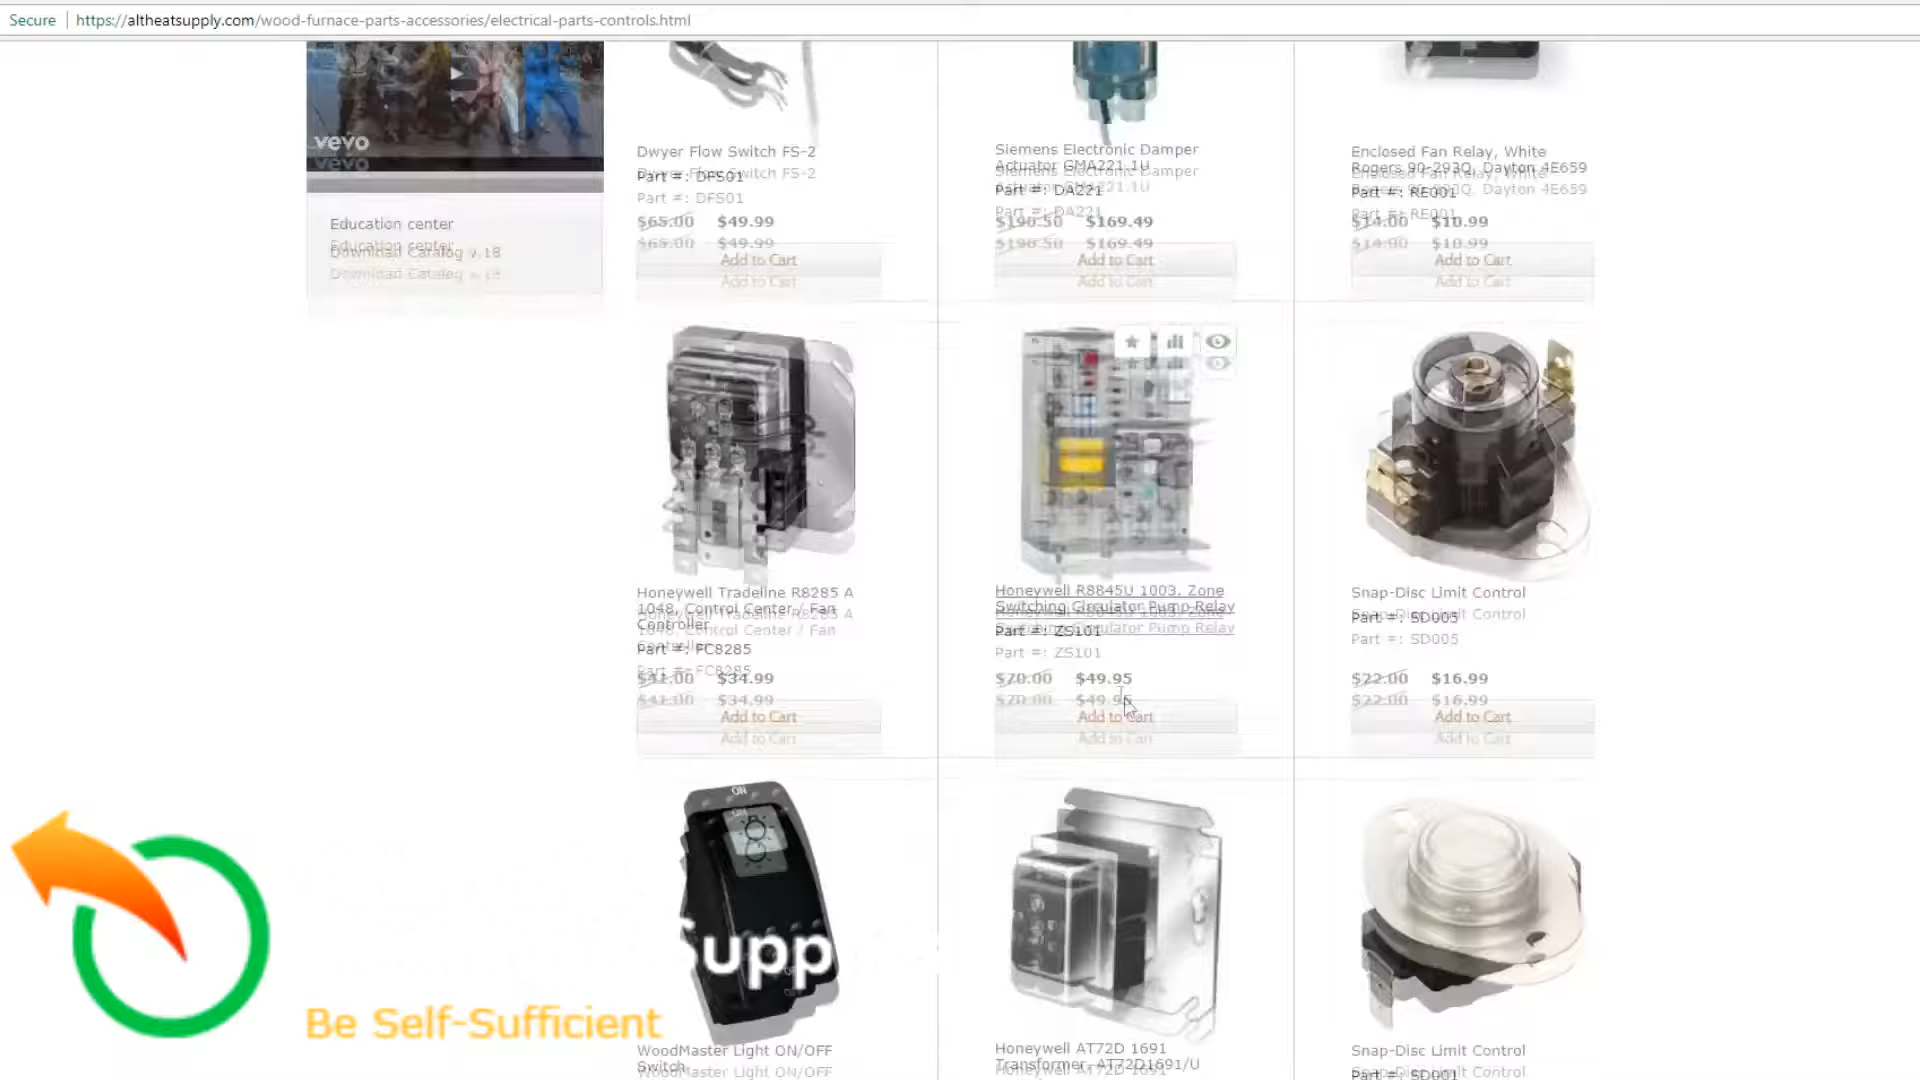 Secure https://altheatsupply.com/wood-furnace-parts-accessories/electrical-parts-controls.html
vevo
Education center
Download Catalog v.18
Dwyer Flow Switch FS-2
Part #: DFS01
$65.00 $49.99
Add to Cart
Siemens Electronic Damper
Actuator GMA221.1U
Part #: DA221
$190.50 $169.49
Add to Cart
Enclosed Fan Relay, White
Rogers 90-293Q, Dayton 4E659
Part #: RE001
$14.00 $10.99
Add to Cart
Honeywell Tradeline R8285 A
1048, Control Center / Fan
Controller
Part #: FC8285
$41.00 $34.99
Add to Cart
Honeywell R8845U 1003, Zone
Switching Circulator Pump Relay
Part #: ZS101
$70.00 $49.95
Add to Cart
Snap-Disc Limit Control
Part #: SD005
$22.00 $16.99
Add to Cart
ON
Supp
Be Self-Sufficient
WoodMaster Light ON/OFF
Switch
Honeywell AT72D 1691
Transformer, AT72D1691/U
Snap-Disc Limit Control
Part #: SD001